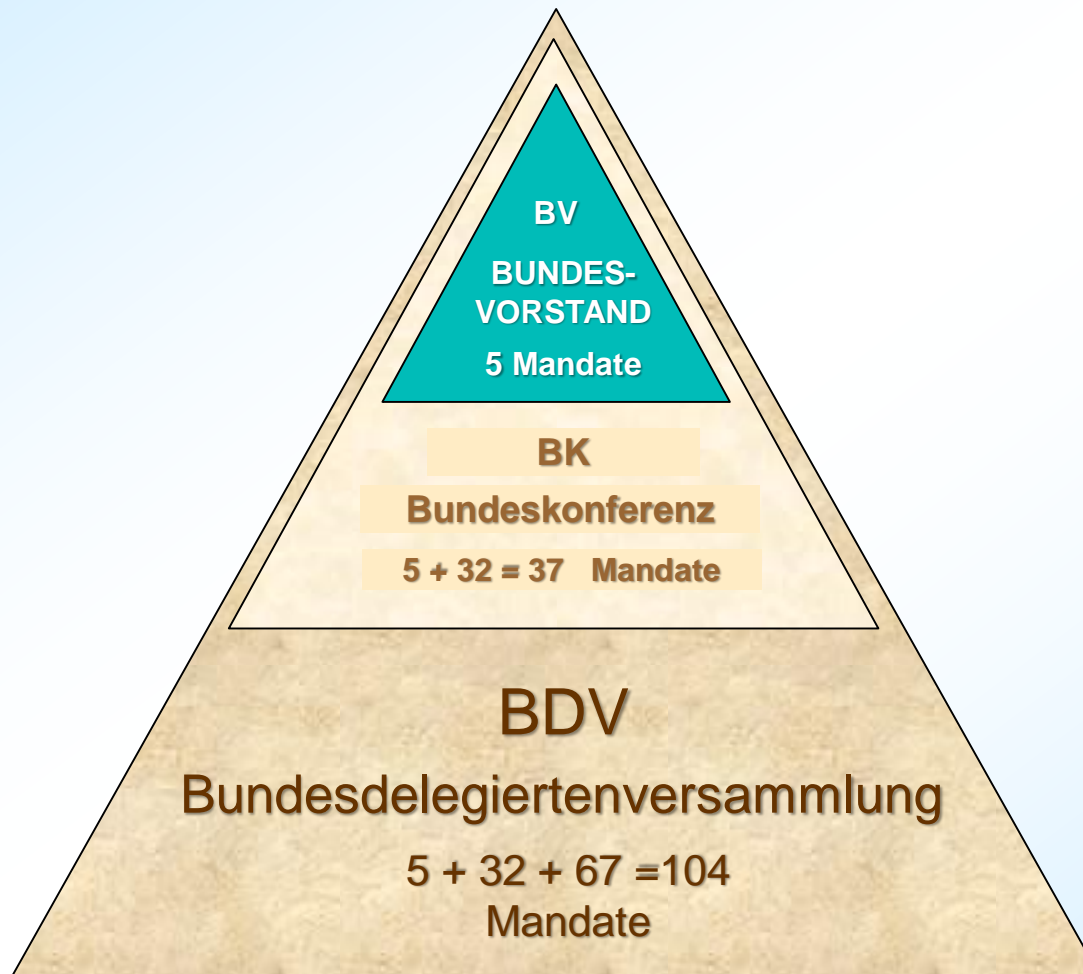 BV
BUNDES-
VORSTAND
5 Mandate
BK
Bundeskonferenz
5 + 32 = 37 Mandate
BDV
Bundesdelegiertenversammlung
5 + 32 + 67 =104
Mandate